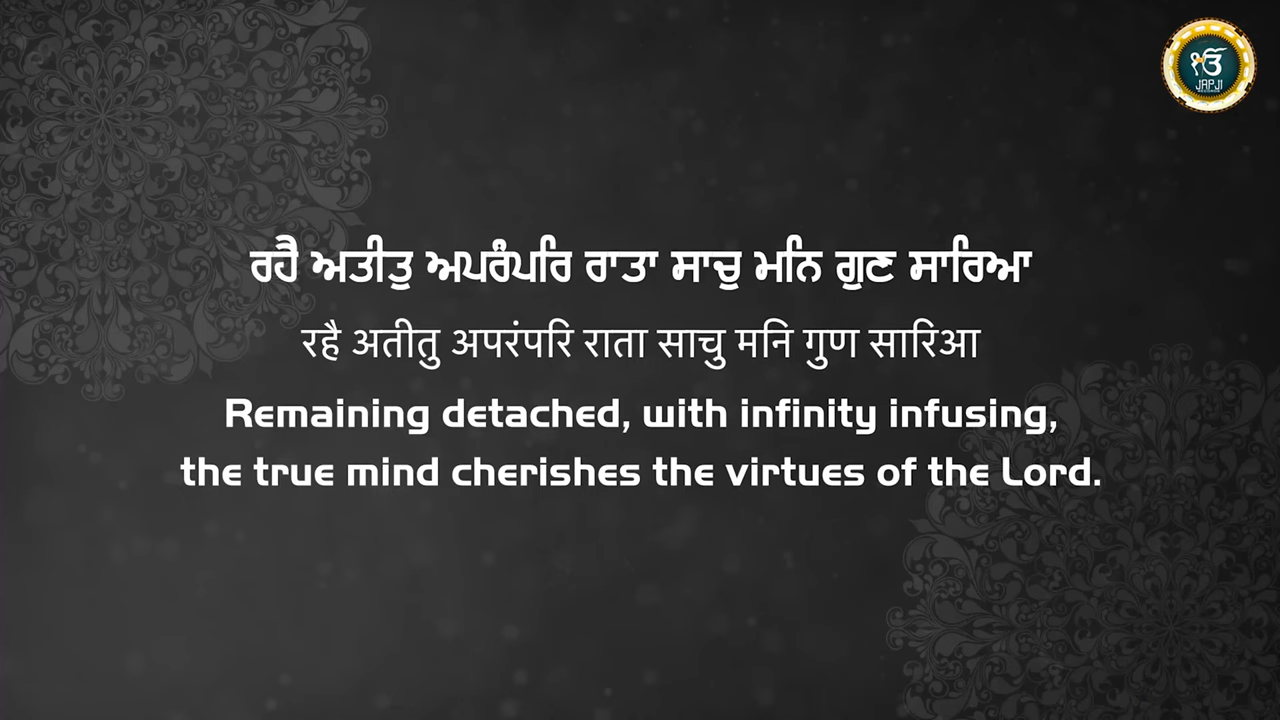 ੴ
JAPJI
ਰਹੈ ਅਤੀਤੁ ਅਪਰੰਪਰਿ ਰਾਤਾ ਸਾਚੁ ਮਨਿ ਗੁਣ ਸਾਰਿਆ
रहै अतीतु अपरंपरि राता साचु मनि गुण सारिआ
Remaining detached, with infinity infusing,
the true mind cherishes the virtues of the Lord.